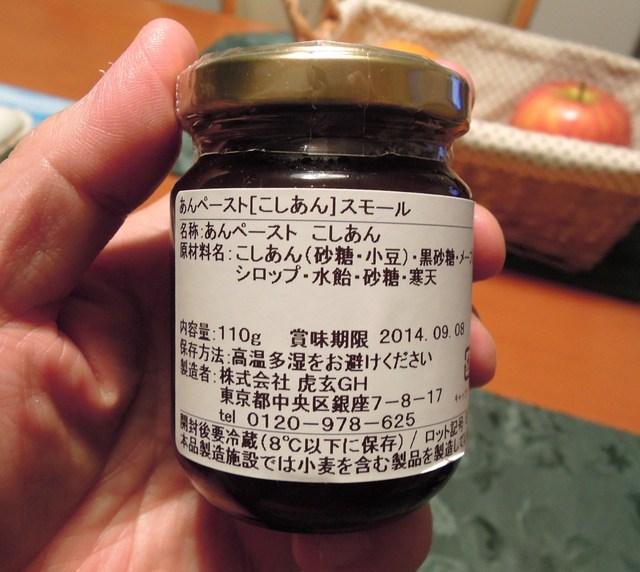 あんペースト[こしあん]スモール
名称:あんペースト こしあん
原材料名:こしあん(砂糖・小豆)・黒砂糖・メープ
シロップ・水飴・砂糖・寒天
内容量:110g 賞味期限 2014.09.08
保存方法:高温多湿をお避けください
製造者:株式会社 虎玄GH
東京都中央区銀座7-8-17
tel 0120-978-625
開封後要冷蔵(8℃以下に保存) / ロット記号
本品製造施設では小麦を含む製品を製造して